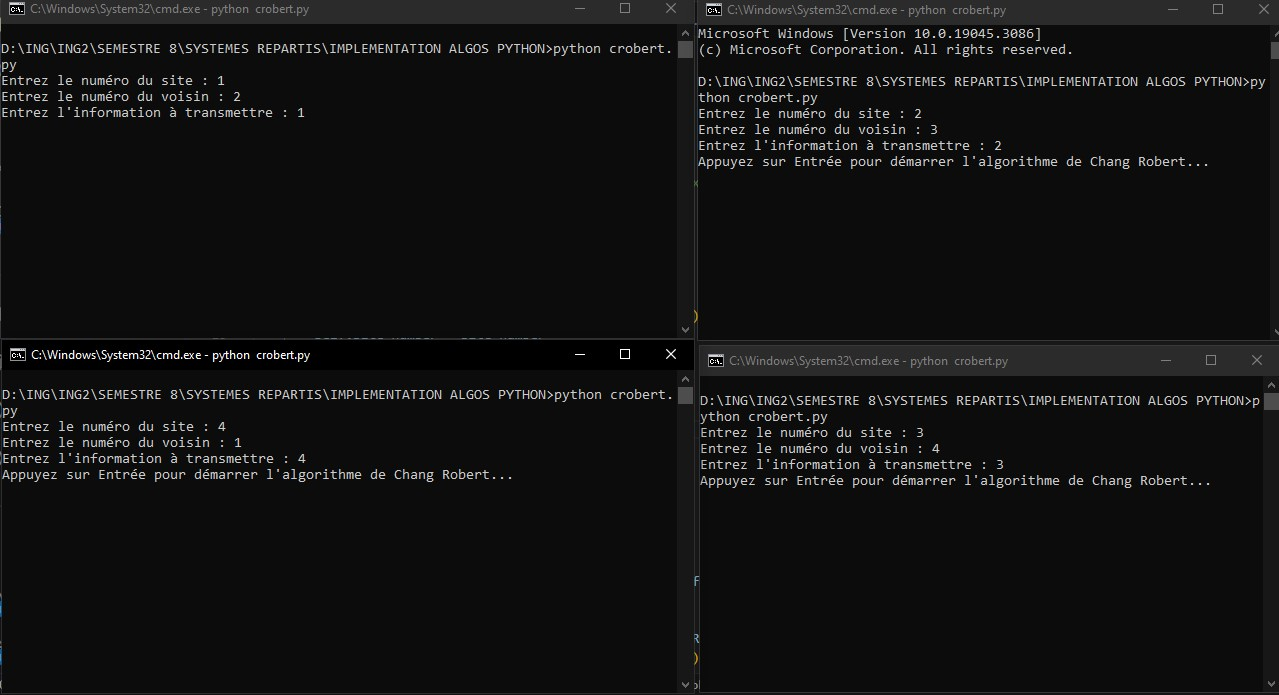 C:\Windows\System32\cmd.exe - python  crobert.py
D:\ING\ING2\SEMESTRE 8\SYSTEMES REPARTIS\IMPLEMENTATION ALGOS PYTHON>python crobert.
py
Entrez le numéro du site : 1
Entrez le numéro du voisin : 2
Entrez l'information à transmettre : 1
C:\Windows\System32\cmd.exe - python  crobert.py
Microsoft Windows [Version 10.0.19045.3086]
(c) Microsoft Corporation. All rights reserved.
D:\ING\ING2\SEMESTRE 8\SYSTEMES REPARTIS\IMPLEMENTATION ALGOS PYTHON>py
thon crobert.py
Entrez le numéro du site : 2
Entrez le numéro du voisin : 3
Entrez l'information à transmettre : 2
Appuyez sur Entrée pour démarrer l'algorithme de Chang Robert...
C:\Windows\System32\cmd.exe - python  crobert.py
D:\ING\ING2\SEMESTRE 8\SYSTEMES REPARTIS\IMPLEMENTATION ALGOS PYTHON>python crobert.
py
Entrez le numéro du site : 4
Entrez le numéro du voisin : 1
Entrez l'information à transmettre : 4
Appuyez sur Entrée pour démarrer l'algorithme de Chang Robert...
C:\Windows\System32\cmd.exe - python  crobert.py
D:\ING\ING2\SEMESTRE 8\SYSTEMES REPARTIS\IMPLEMENTATION ALGOS PYTHON>p
ython crobert.py
Entrez le numéro du site : 3
Entrez le numéro du voisin : 4
Entrez l'information à transmettre : 3
Appuyez sur Entrée pour démarrer l'algorithme de Chang Robert...